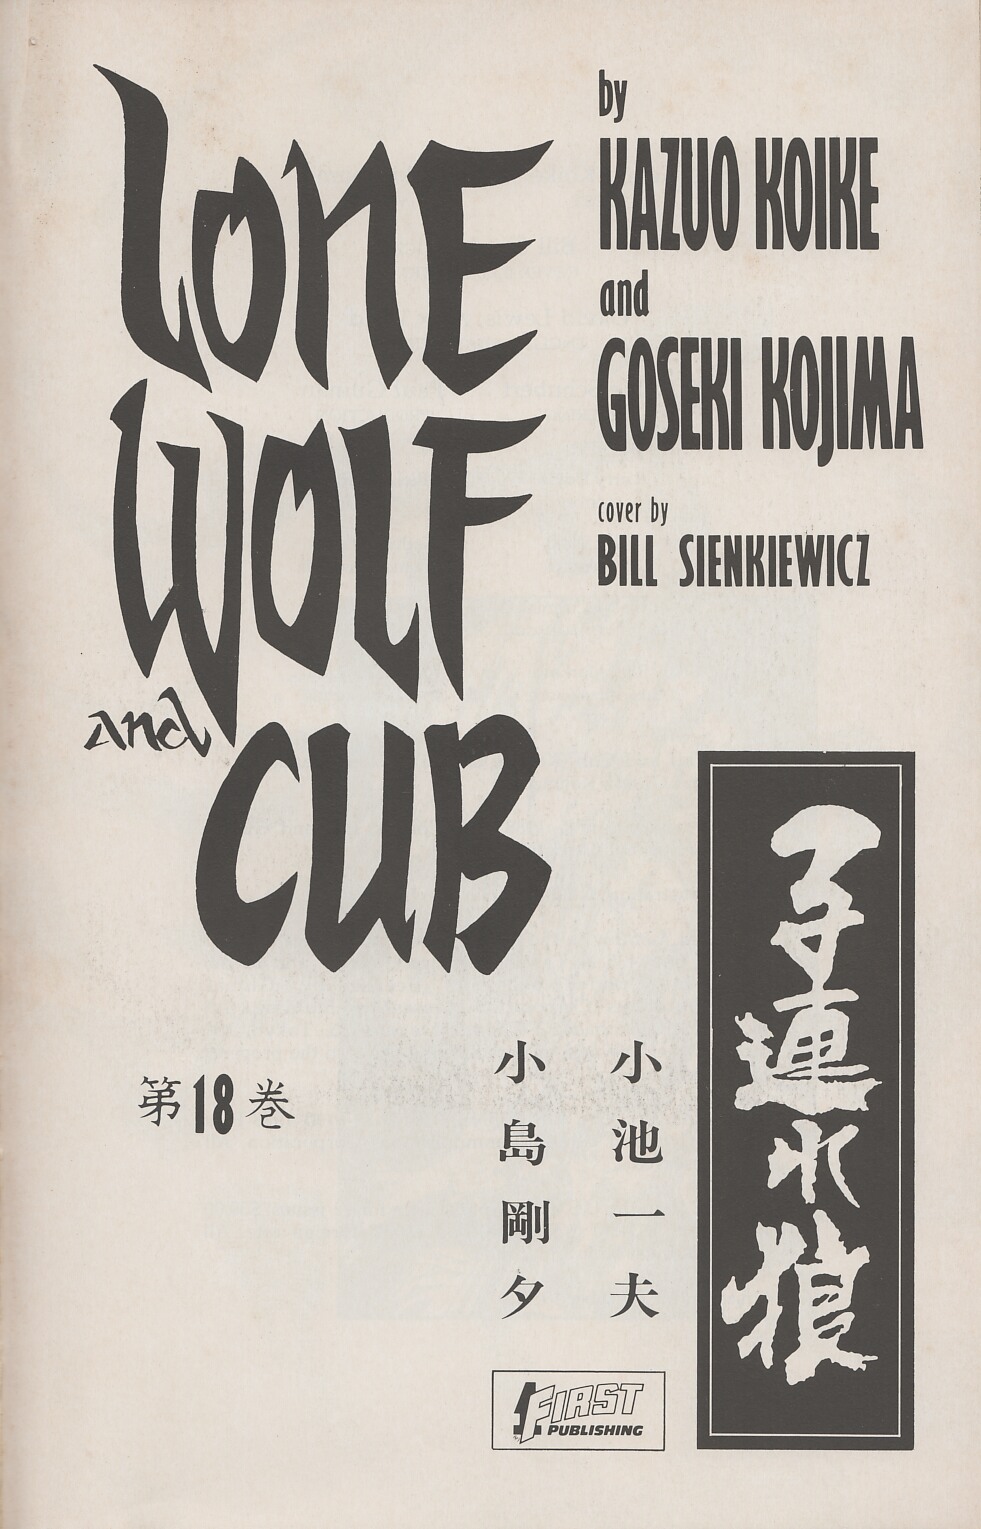 LONE
WOLF
and
CUB
by
KAZUO KOIKE
and
GOSEKI KOJIMA
cover by
BILL SIENKIEWICZ
子連れ狼
小池一夫
小島剛夕
第18巻
FIRST
PUBLISHING